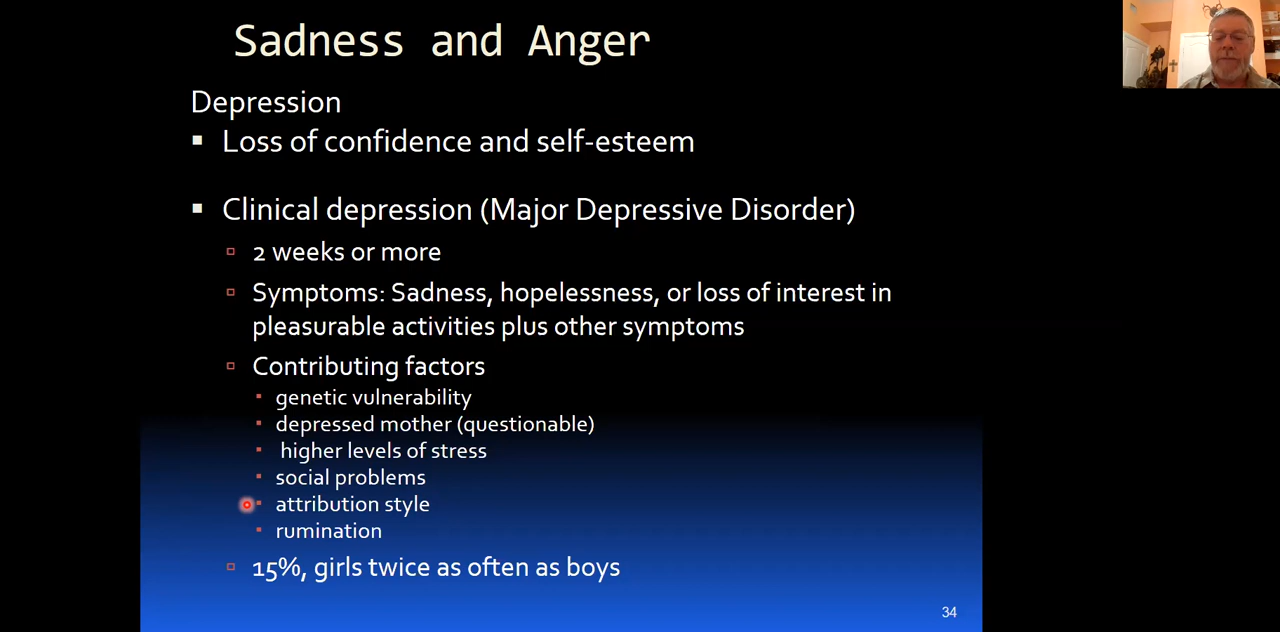 Sadness and Anger
Depression
Loss of confidence and self-esteem
Clinical depression (Major Depressive Disorder)
2 weeks or more
Symptoms: Sadness, hopelessness, or loss of interest in
pleasurable activities plus other symptoms
Contributing factors
genetic vulnerability
depressed mother (questionable)
higher levels of stress
social problems
attribution style
rumination
15%, girls twice as often as boys
34